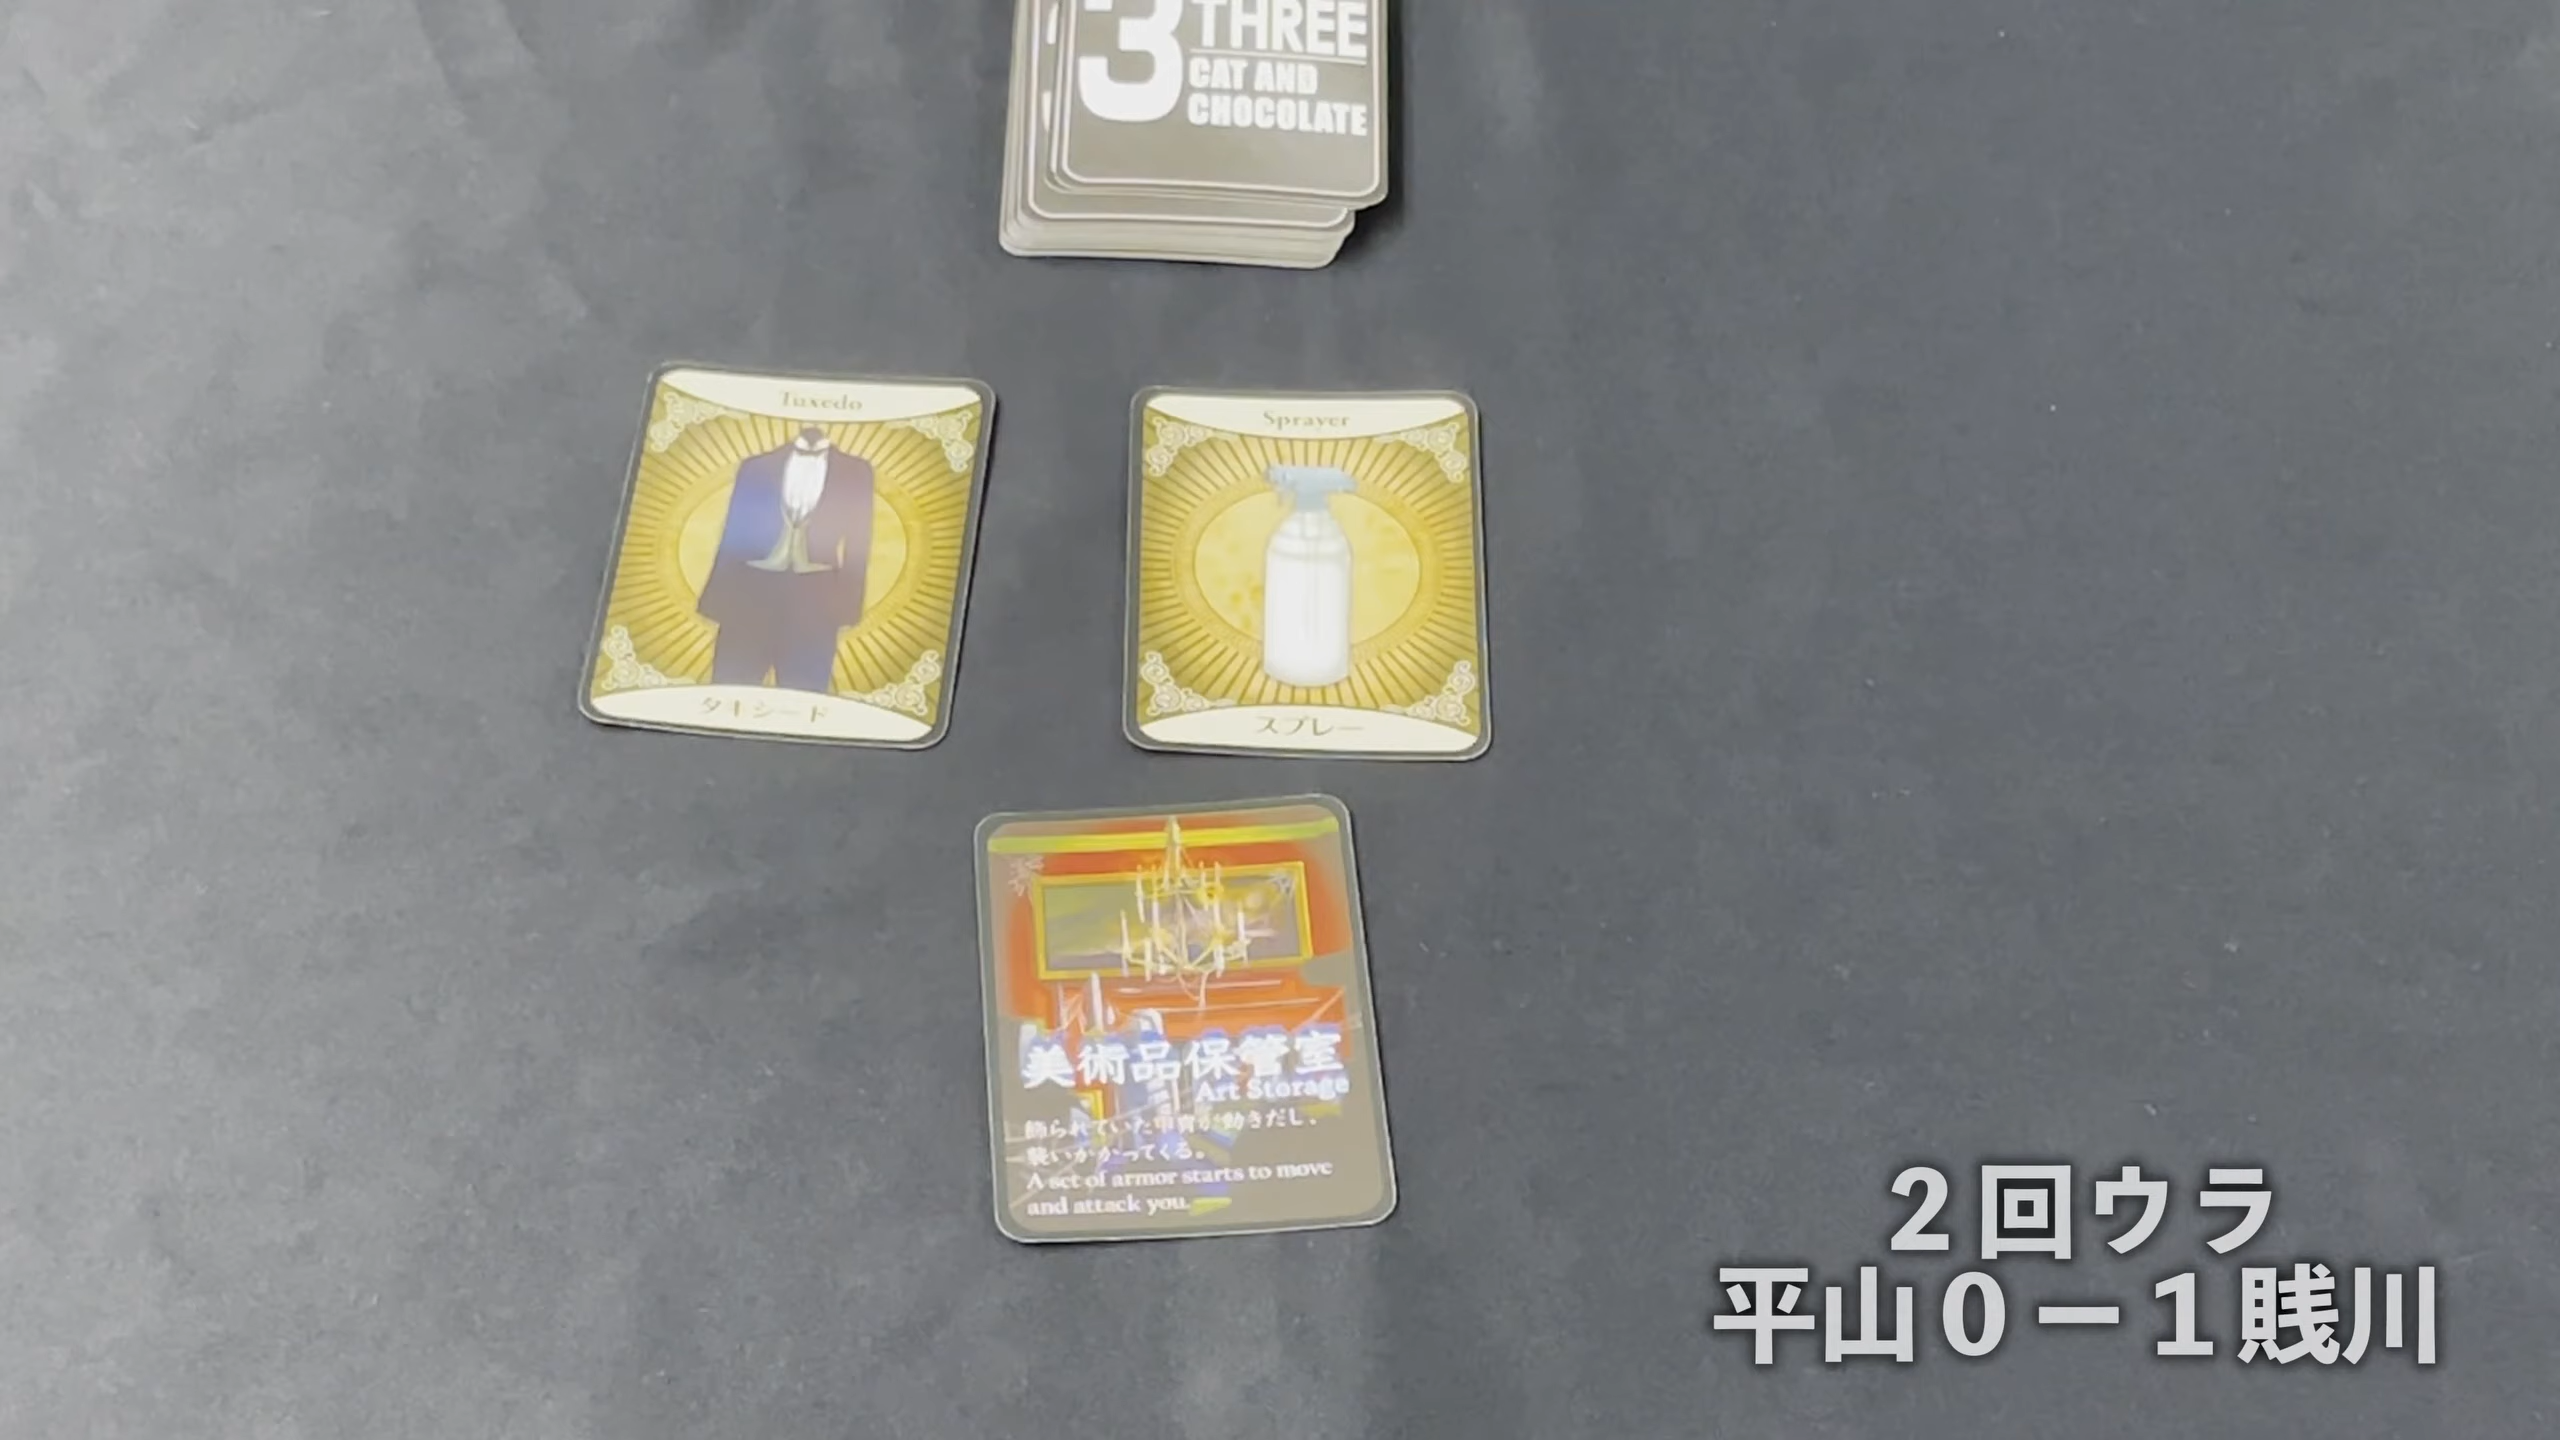 3 THREE
CAT AND
CHOCOLATE
Tuxedo
タキシード
Sprayer
スプレー
美術品保管室
Art Storage
飾られていた甲冑が動きだし、
襲いかかってくる。
A set of armor starts to move
and attack you.
2回ウラ
平山0ー1賤川